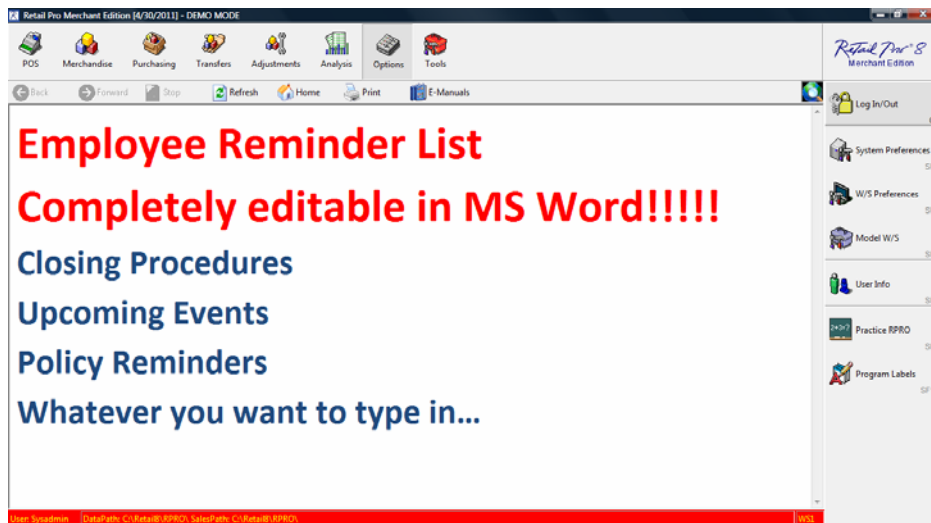 Retail Pro Merchant Edition [4/30/2011] - DEMO MODE
POS Merchandise Purchasing Transfers Adjustments Analysis Options Tools
Retail Pro® 8
Merchant Edition
Back Forward Stop Refresh Home Print E-Manuals
Log In/Out
Employee Reminder List
System Preferences
Completely editable in MS Word!!!!!
W/S Preferences
Model W/S
Closing Procedures
User Info
Upcoming Events
Practice RPRO
Policy Reminders
Program Labels
Whatever you want to type in...
User: Sysadmin DataPath: C:\Retail8\RPRO\ SalesPath: C:\Retail8\RPRO\ WS1